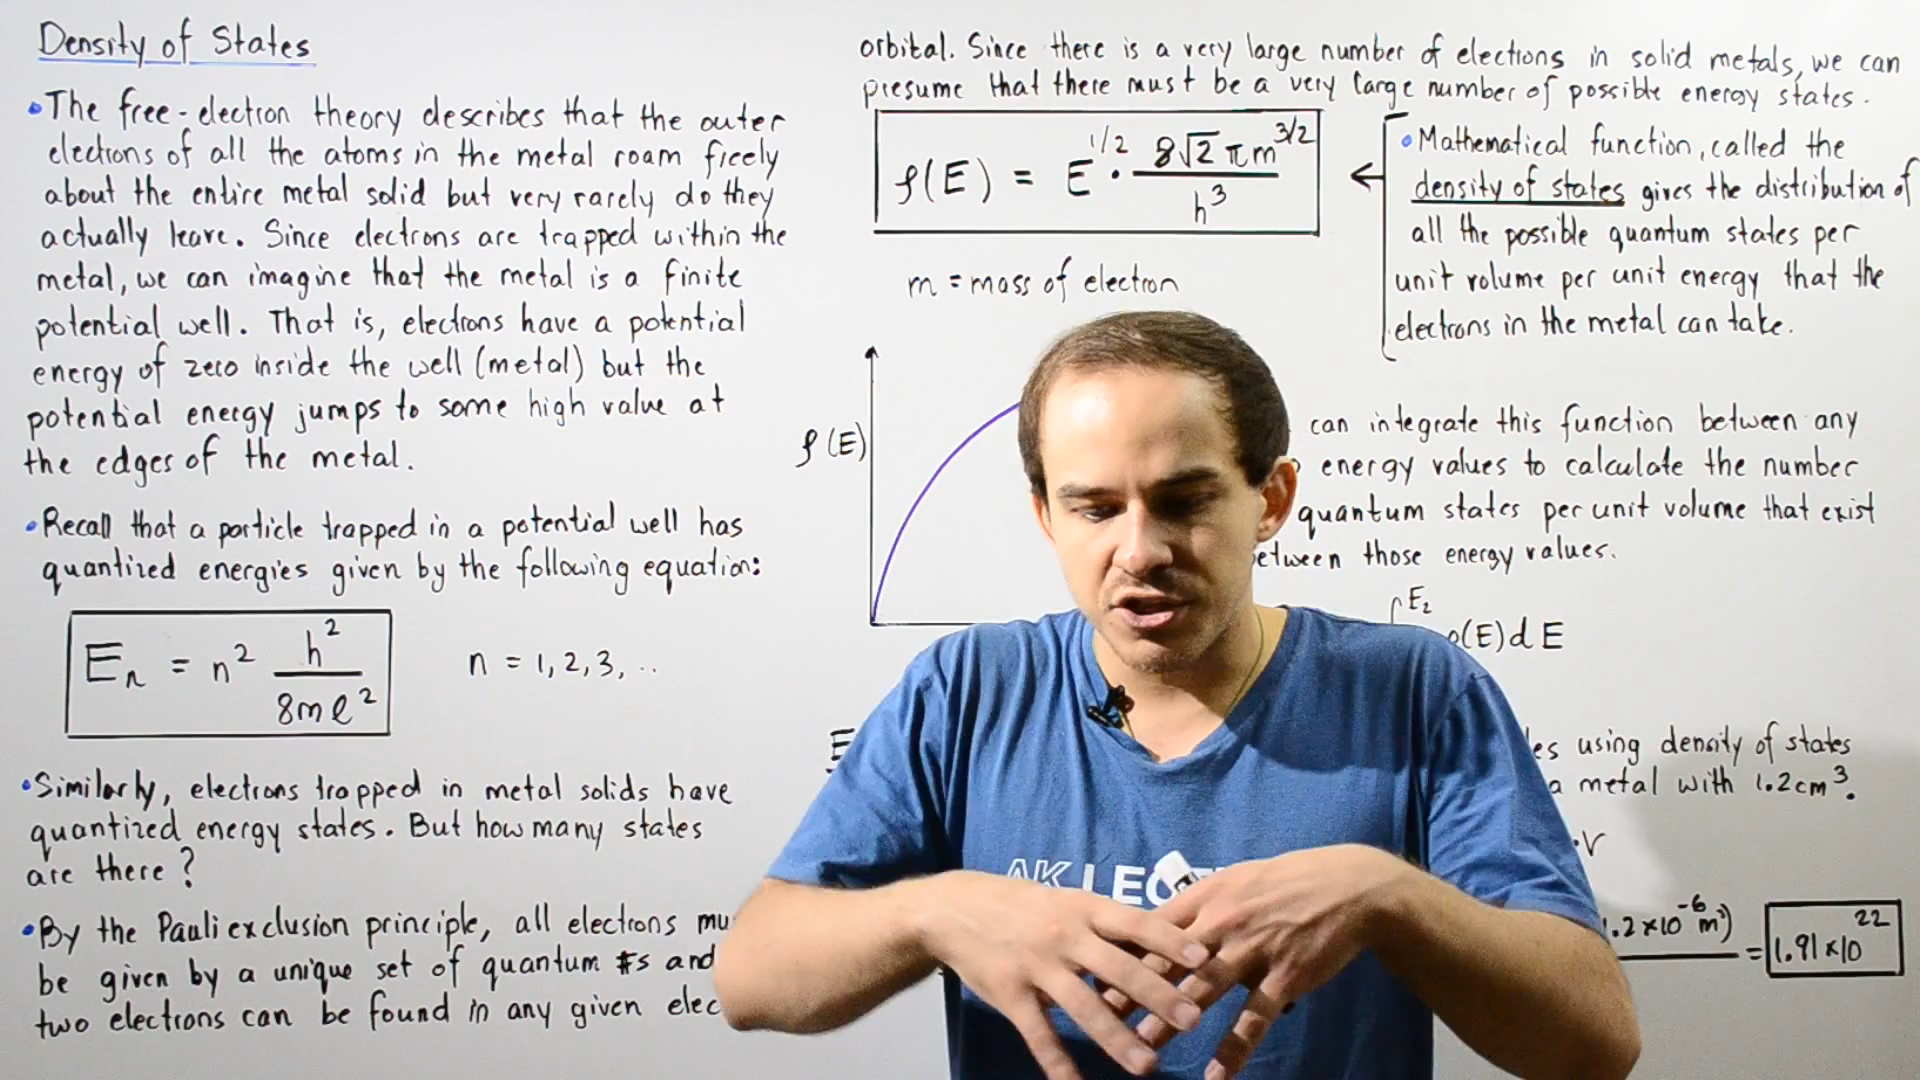 Density of States
• The free-electron theory describes that the outer
electrons of all the atoms in the metal roam freely
about the entire metal solid but very rarely do they
actually leave. Since electrons are trapped within the
metal, we can imagine that the metal is a finite
potential well. That is, electrons have a potential
energy of zero inside the well (metal) but the
potential energy jumps to some high value at
the edges of the metal.
• Recall that a particle trapped in a potential well has
quantized energies given by the following equation:
Eₙ = n² h² / 8mℓ²
n = 1, 2, 3, ..
• Similarly, electrons trapped in metal solids have
quantized energy states. But how many states
are there?
• By the Pauli exclusion principle, all electrons
be given by a unique set of quantum #s and
two electrons can be found in any given
orbital. Since there is a very large number of electrons in solid metals, we can
presume that there must be a very large number of possible energy states.
ρ(E) = E^1/2 · 8√2 π m^3/2 / h³
m = mass of electron
←
• Mathematical function, called the
density of states gives the distribution of
all the possible quantum states per
unit volume per unit energy that the
electrons in the metal can take.
ρ(E)
can integrate this function between any
energy values to calculate the number
quantum states per unit volume that exist
between those energy values.
∫ E₂
ρ(E) dE
using density of states
a metal with 1.2 cm³.
·V
.2×10⁻⁶ m³) = 1.91×10²²
AK LEC